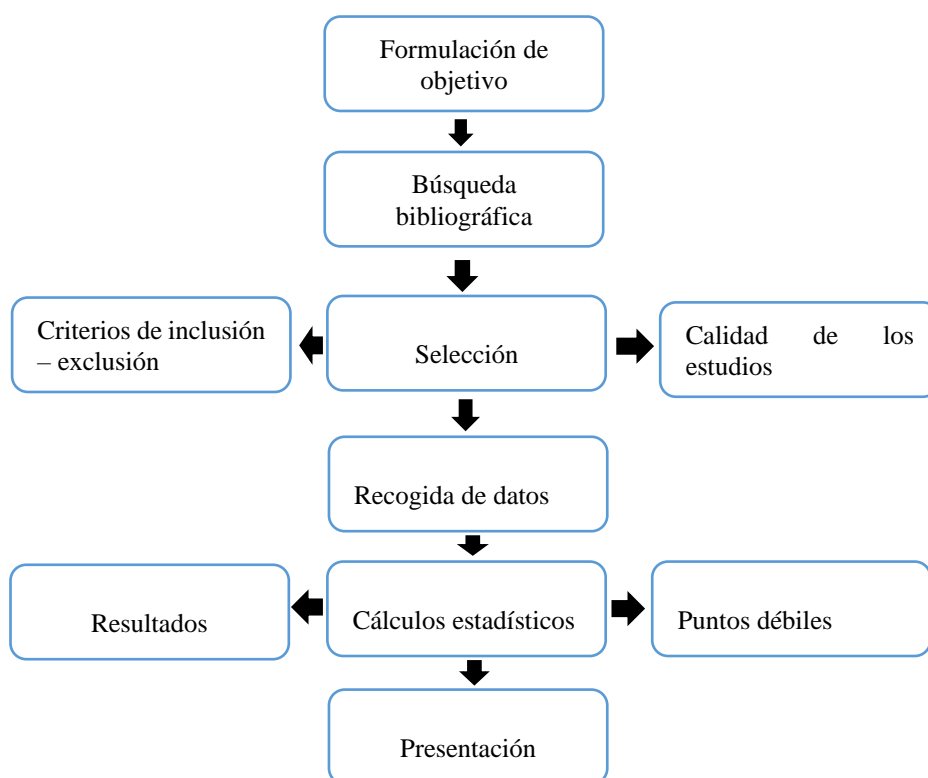 Formulación de
objetivo
Búsqueda
bibliográfica
Criterios de inclusión
– exclusión
Selección
Calidad de los
estudios
Recogida de datos
Resultados
Cálculos estadísticos
Puntos débiles
Presentación